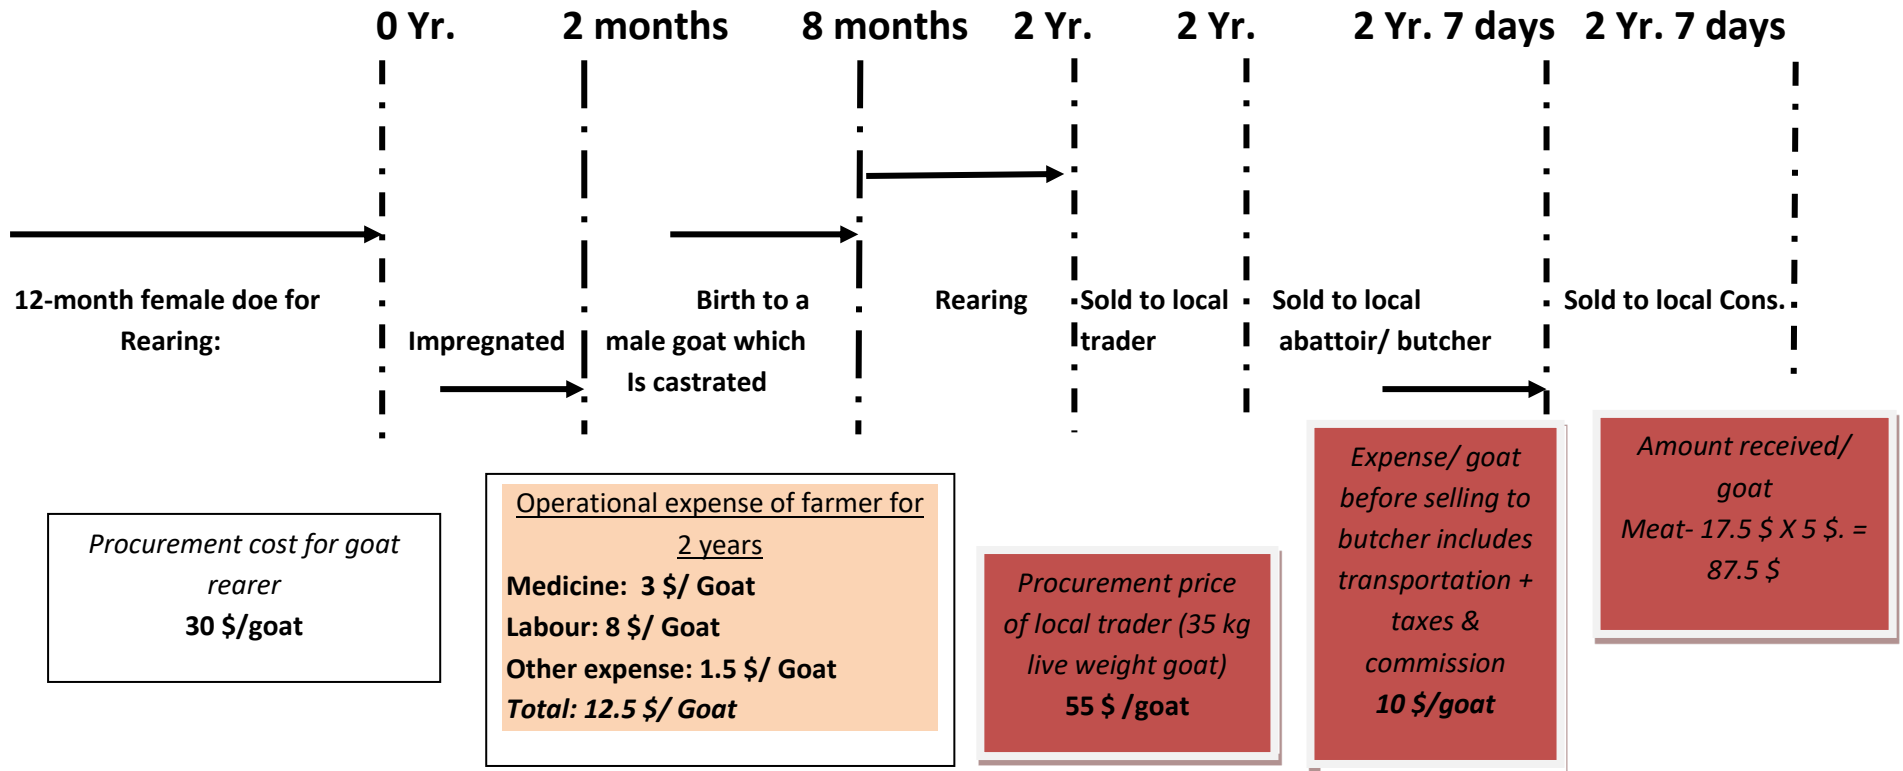 0 Yr.
2 months
8 months
2 Yr.
2 Yr.
2 Yr. 7 days
2 Yr. 7 days
12-month female doe for
Rearing:
Impregnated
Birth to a
male goat which
Is castrated
Rearing
Sold to local
trader
Sold to local
abattoir/ butcher
Sold to local Cons.
Procurement cost for goat
rearer
30 $/goat
Operational expense of farmer for
2 years
Medicine: 3 $/ Goat
Labour: 8 $/ Goat
Other expense: 1.5 $/ Goat
Total: 12.5 $/ Goat
Procurement price
of local trader (35 kg
live weight goat)
55 $ /goat
Expense/ goat
before selling to
butcher includes
transportation +
taxes &
commission
10 $/goat
Amount received/
goat
Meat- 17.5 $ X 5 $. =
87.5 $